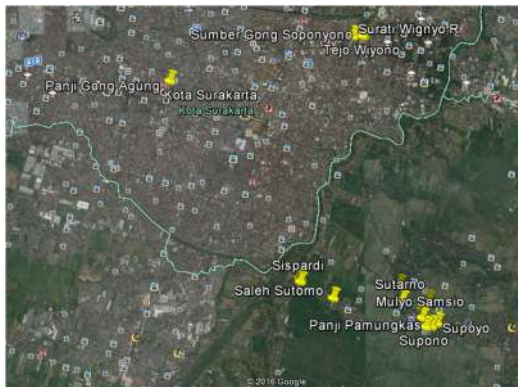 Surati Wignyo R
Sumber Gong Soponyono
Tejo Wiyono
Panji Gong Agung
Kota Surakarta,
Kota Surakarta
Sispardi
Saleh Sutomo
Sutarno
Mulyo Samsio
Panji Pamungkas
Supoyo
Supono
© 2016 Google